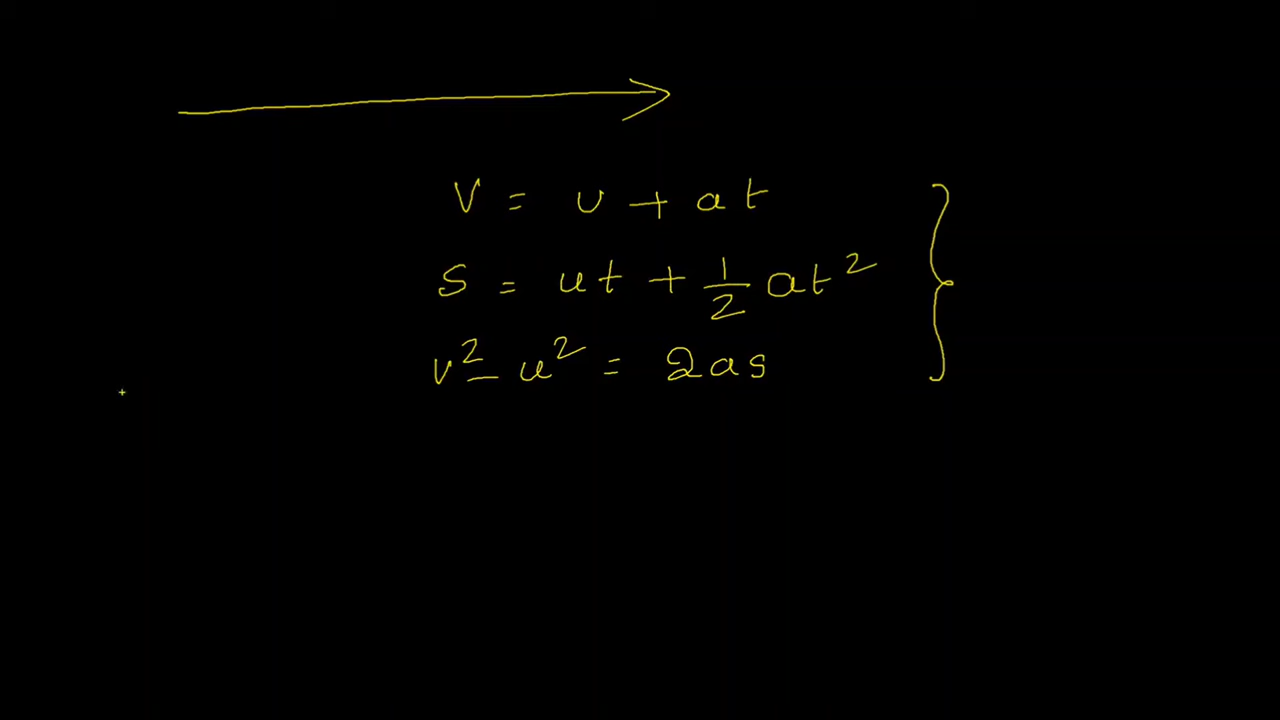 v = u + at
s = ut + 1/2 at²
v² - u² = 2as